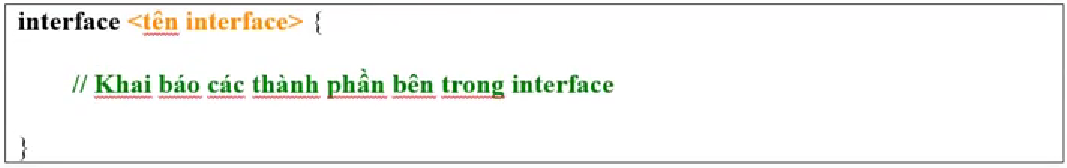 interface <tên interface> {
// Khai báo các thành phần bên trong interface
}